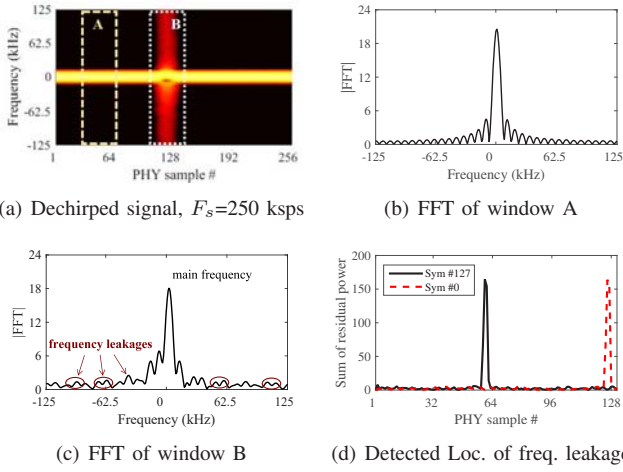 125
62.5
0
-62.5
-125
Frequency (kHz)
A
B
1 64 128 192 256
PHY sample #
(a) Dechirped signal, Fs=250 ksps
24
18
12
6
0
|FFT|
-125 -62.5 0 62.5 125
Frequency (kHz)
(b) FFT of window A
24
18
12
6
0
|FFT|
main frequency
frequency leakages
-125 -62.5 0 62.5 125
Frequency (kHz)
(c) FFT of window B
200
150
100
50
0
Sum of residual power
Sym #127
Sym #0
1 32 64 96 128
PHY sample #
(d) Detected Loc. of freq. leakage